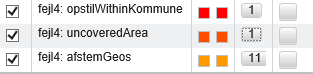 fejl4: opstilWithinKommune 1
fejl4: uncoveredArea 1
fejl4: afstemGeos 11